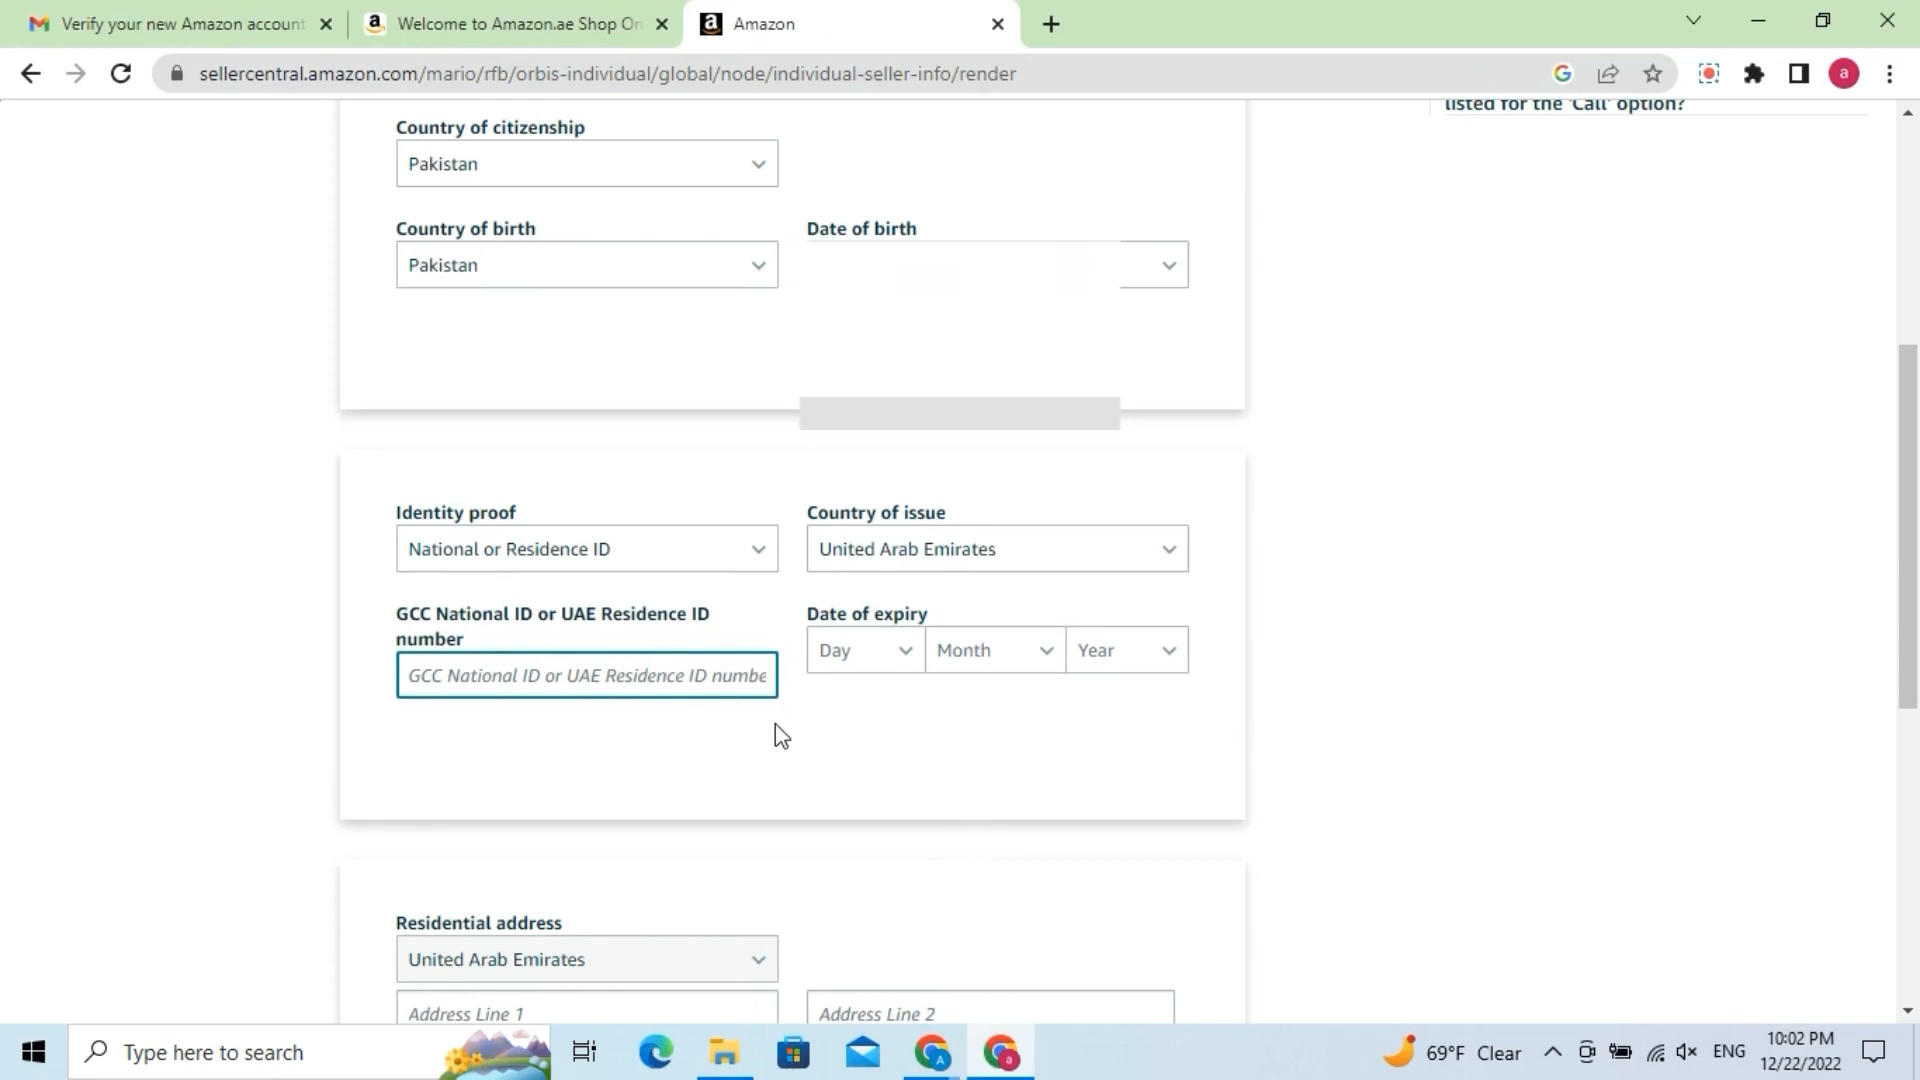 Verify your new Amazon account
Welcome to Amazon.ae Shop On
Amazon
sellercentral.amazon.com/mario/rfb/orbis-individual/global/node/individual-seller-info/render
a
listed for the 'Call' option?
Country of citizenship
Pakistan
Country of birth
Date of birth
Pakistan
Identity proof
Country of issue
National or Residence ID
United Arab Emirates
GCC National ID or UAE Residence ID
number
Date of expiry
Day
Month
Year
GCC National ID or UAE Residence ID numbe
Residential address
United Arab Emirates
Address Line 1
Address Line 2
Type here to search
A
a
69°F Clear
ENG
10:02 PM
12/22/2022